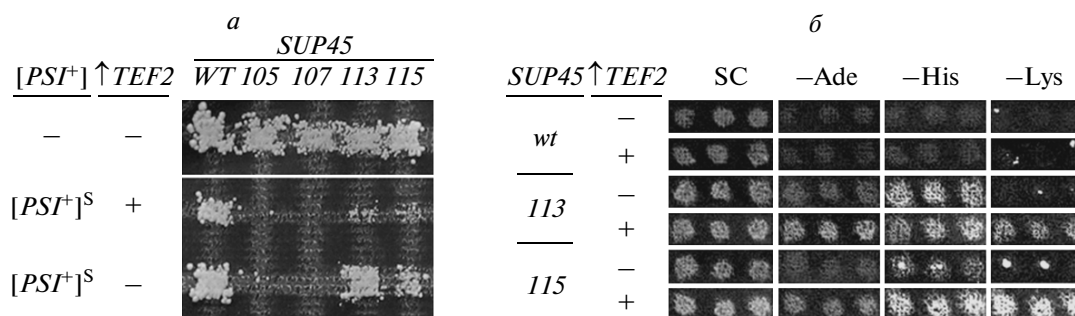 а
SUP45
[PSI⁺] ↑TEF2 WT 105 107 113 115
– –
[PSI⁺]ˢ +
[PSI⁺]ˢ –
б
SUP45 ↑TEF2 SC –Ade –His –Lys
wt
–
+
113
–
+
115
–
+